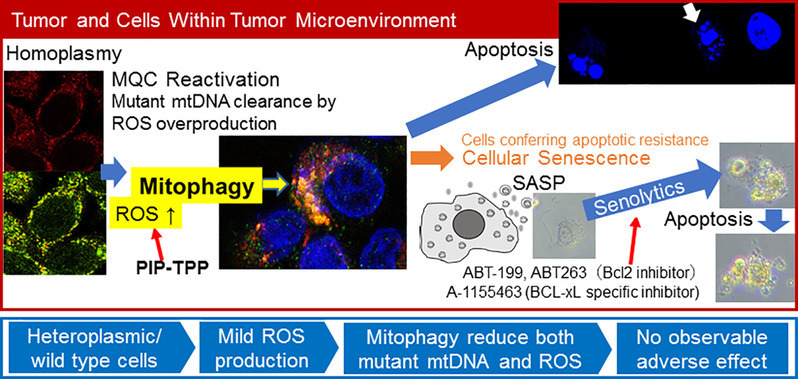 Tumor and Cells Within Tumor Microenvironment
Homoplasmy
MQC Reactivation
Mutant mtDNA clearance by
ROS overproduction
Mitophagy
ROS ↑
PIP-TPP
Apoptosis
Cells conferring apoptotic resistance
Cellular Senescence
SASP
Senolytics
Apoptosis
ABT-199, ABT263 (Bcl2 inhibitor)
A-1155463 (BCL-xL specific inhibitor)
Heteroplasmic/
wild type cells
Mild ROS
production
Mitophagy reduce both
mutant mtDNA and ROS
No observable
adverse effect